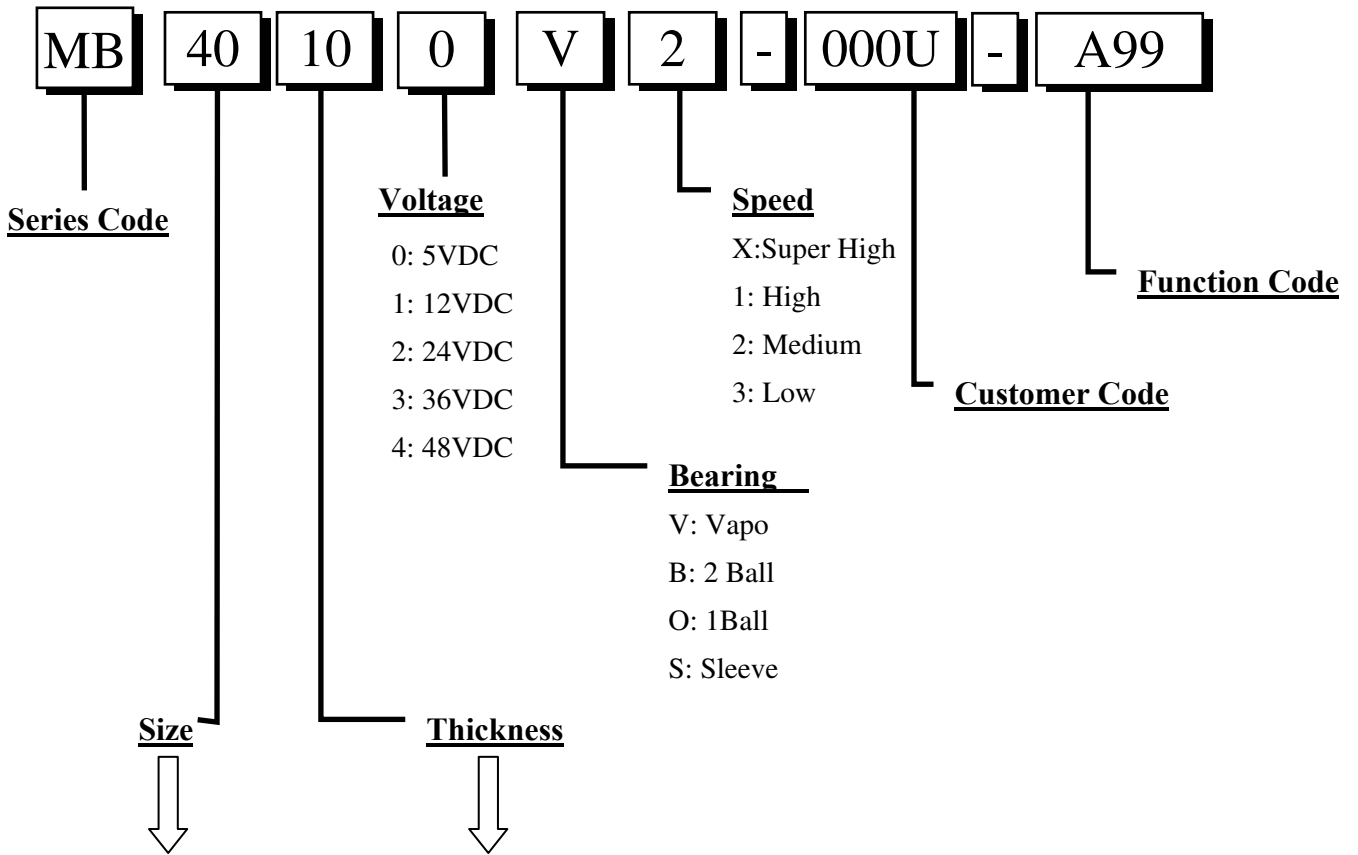 MB 40 10 0 V 2 - 000U - A99
Series Code
Voltage
0: 5VDC
1: 12VDC
2: 24VDC
3: 36VDC
4: 48VDC
Speed
X:Super High
1: High
2: Medium
3: Low
Function Code
Customer Code
Bearing
V: Vapo
B: 2 Ball
O: 1Ball
S: Sleeve
Size
Thickness